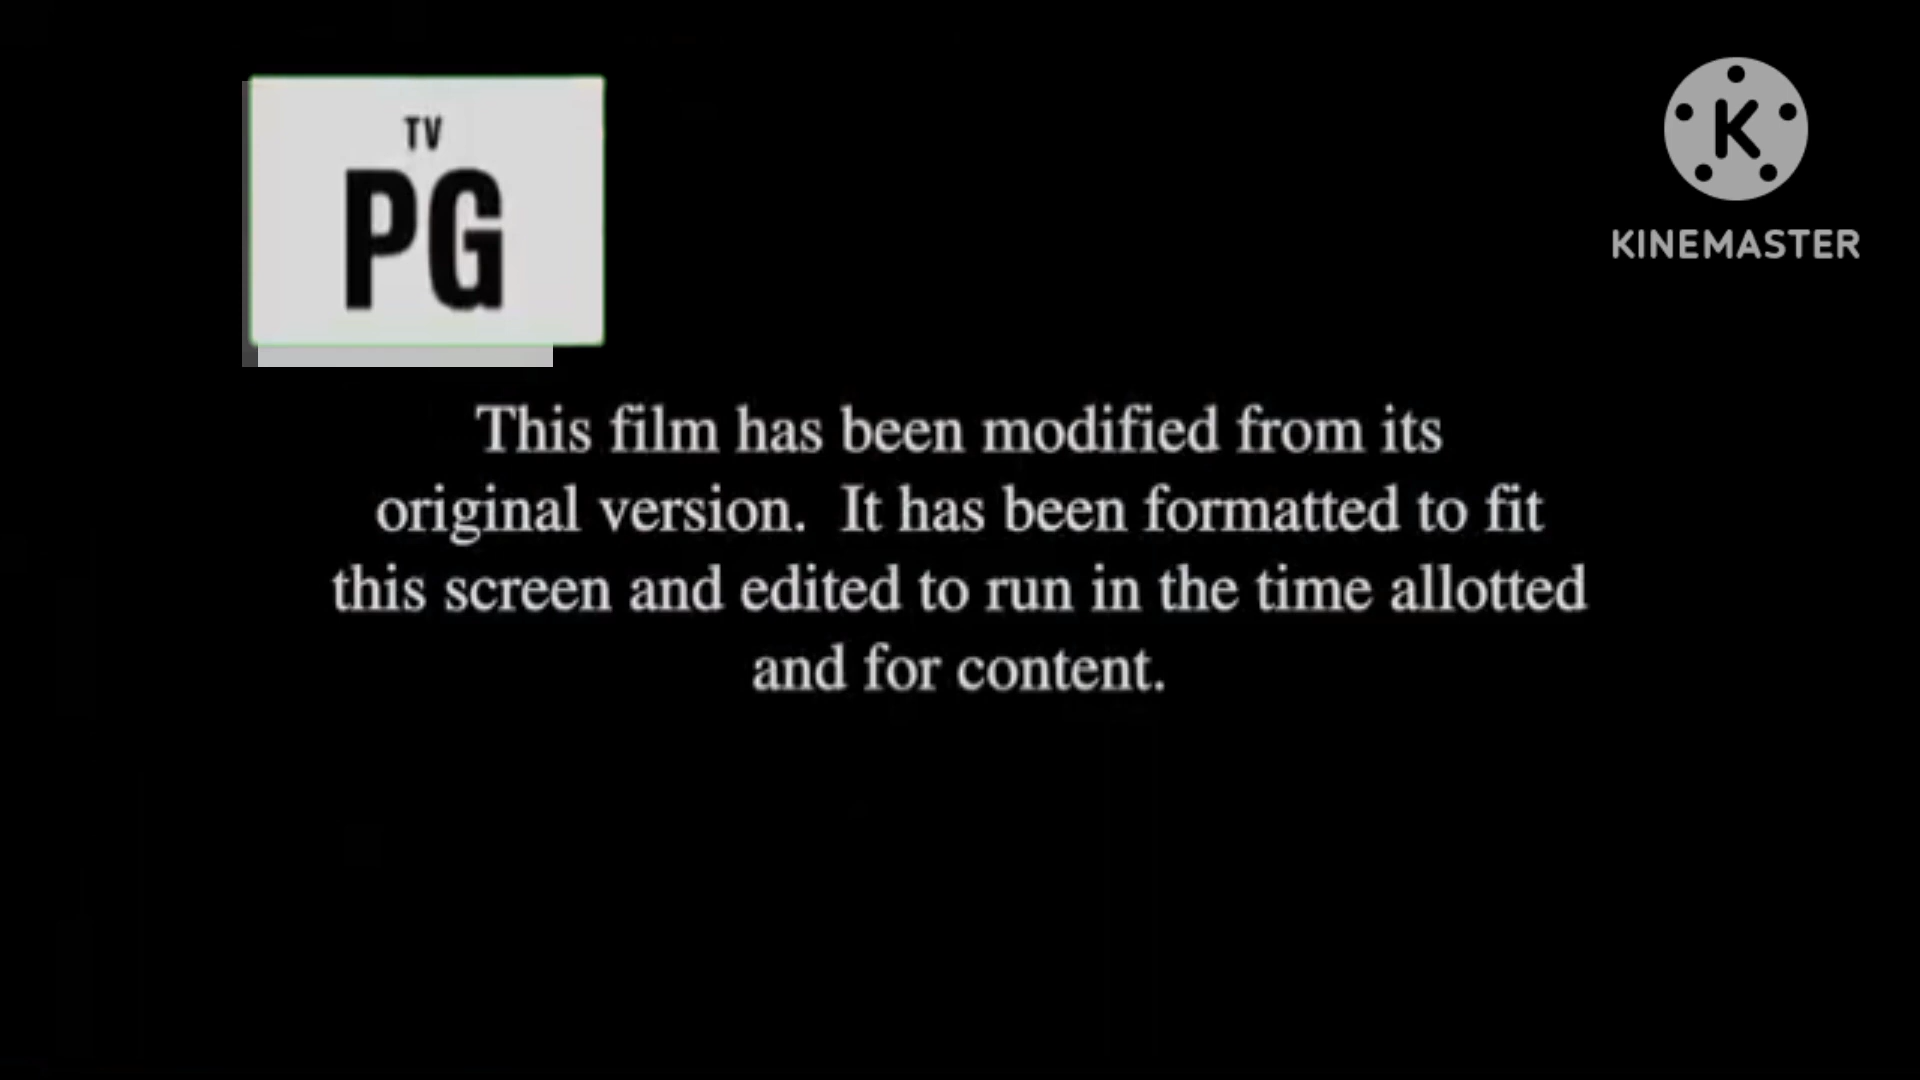 TV
PG
K
KINEMASTER
This film has been modified from its
original version.  It has been formatted to fit
this screen and edited to run in the time allotted
and for content.